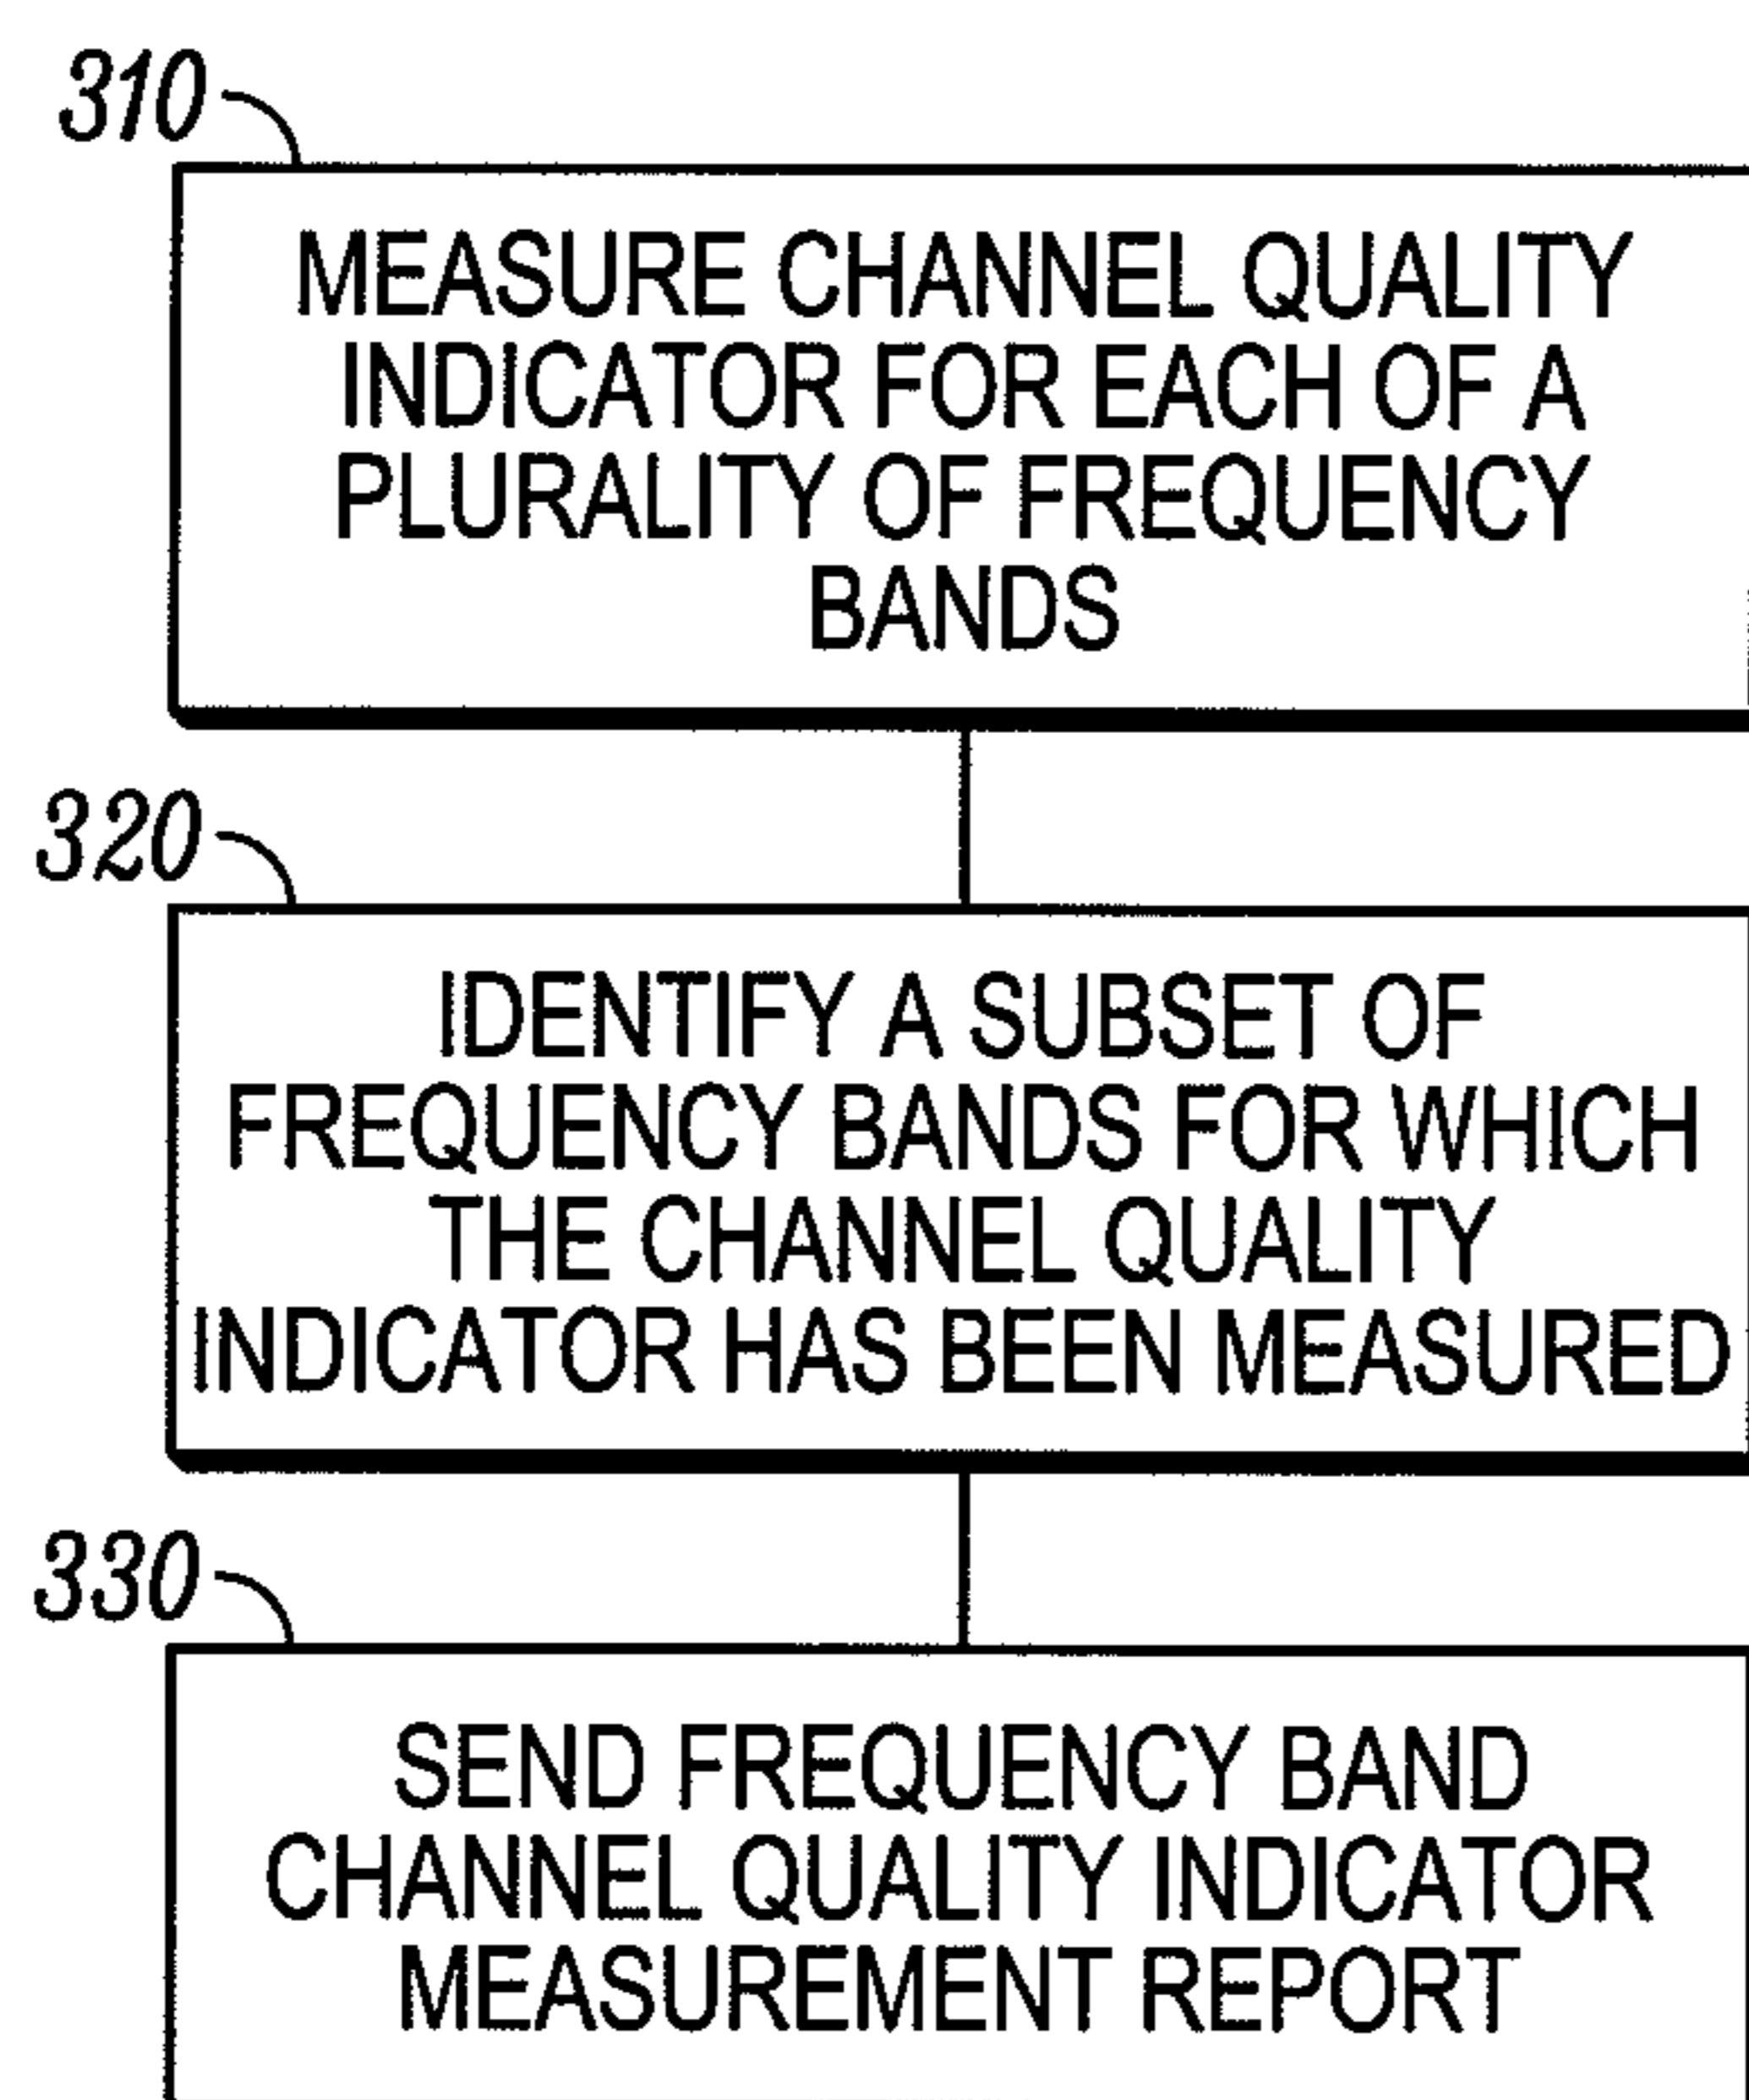 310
MEASURE CHANNEL QUALITY
INDICATOR FOR EACH OF A
PLURALITY OF FREQUENCY
BANDS
320
IDENTIFY A SUBSET OF
FREQUENCY BANDS FOR WHICH
THE CHANNEL QUALITY
INDICATOR HAS BEEN MEASURED
330
SEND FREQUENCY BAND
CHANNEL QUALITY INDICATOR
MEASUREMENT REPORT